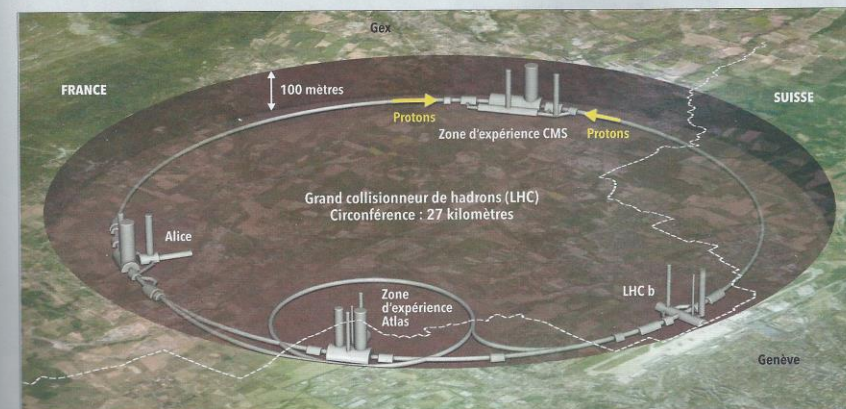 Gex
FRANCE
100 mètres
SUISSE
Protons
Zone d'expérience CMS
Protons
Grand collisionneur de hadrons (LHC)
Circonférence : 27 kilomètres
Alice
Zone
d'expérience
Atlas
LHC b
Genève